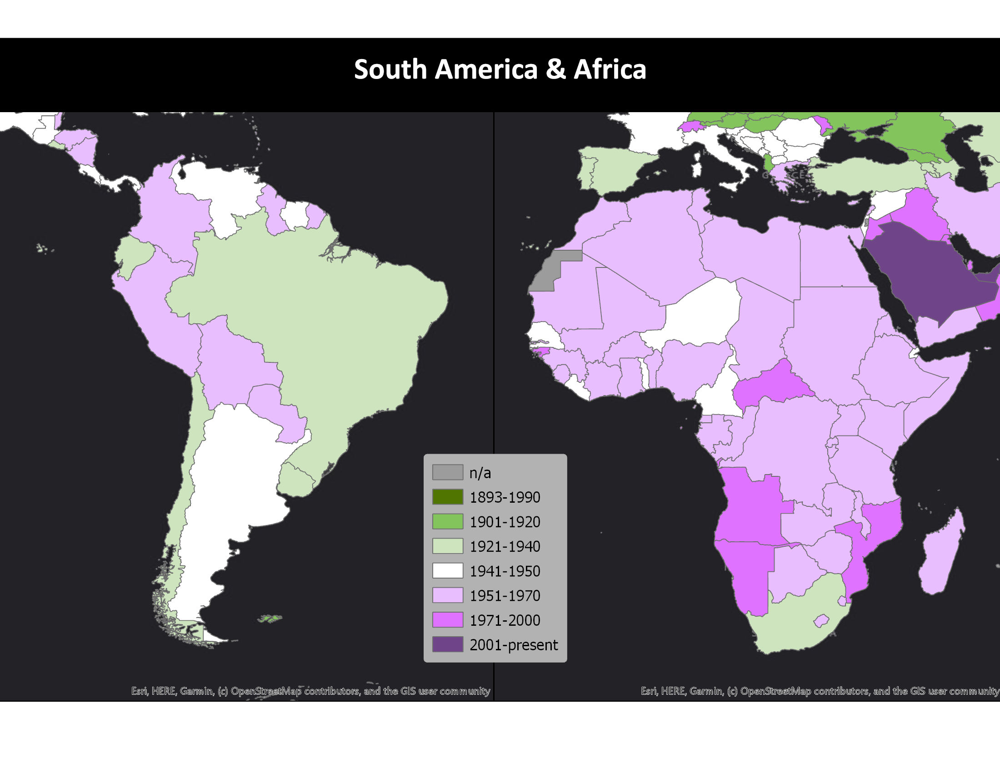 South America & Africa
n/a
1893-1990
1901-1920
1921-1940
1941-1950
1951-1970
1971-2000
2001-present
Esri, HERE, Garmin, (c) OpenStreetMap contributors, and the GIS user community
Esri, HERE, Garmin, (c) OpenStreetMap contributors, and the GIS user community